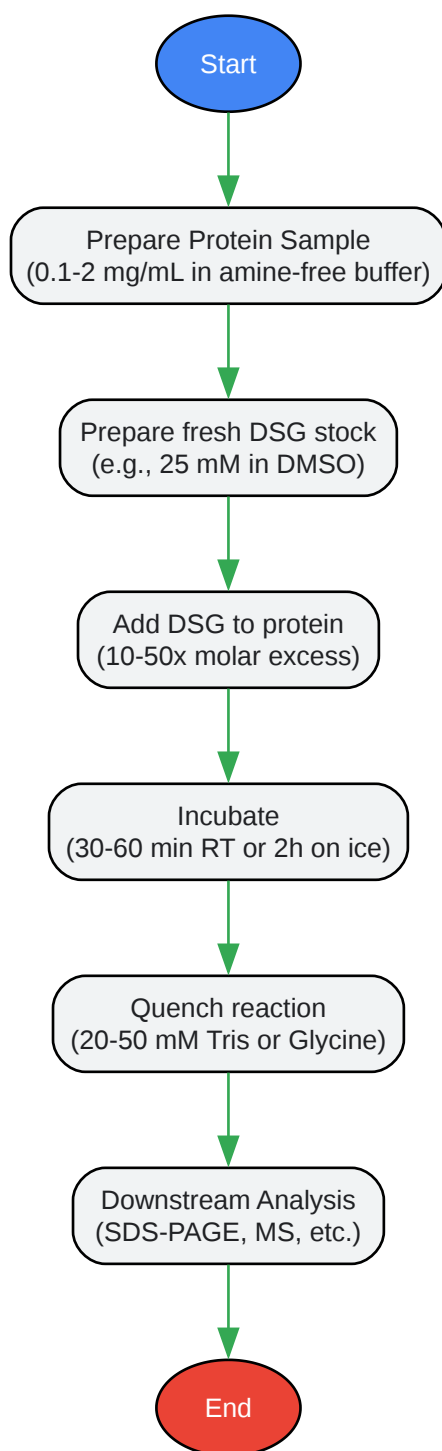 Start
Prepare Protein Sample
(0.1-2 mg/mL in amine-free buffer)
Prepare fresh DSG stock
(e.g., 25 mM in DMSO)
Add DSG to protein
(10-50x molar excess)
Incubate
(30-60 min RT or 2h on ice)
Quench reaction
(20-50 mM Tris or Glycine)
Downstream Analysis
(SDS-PAGE, MS, etc.)
End